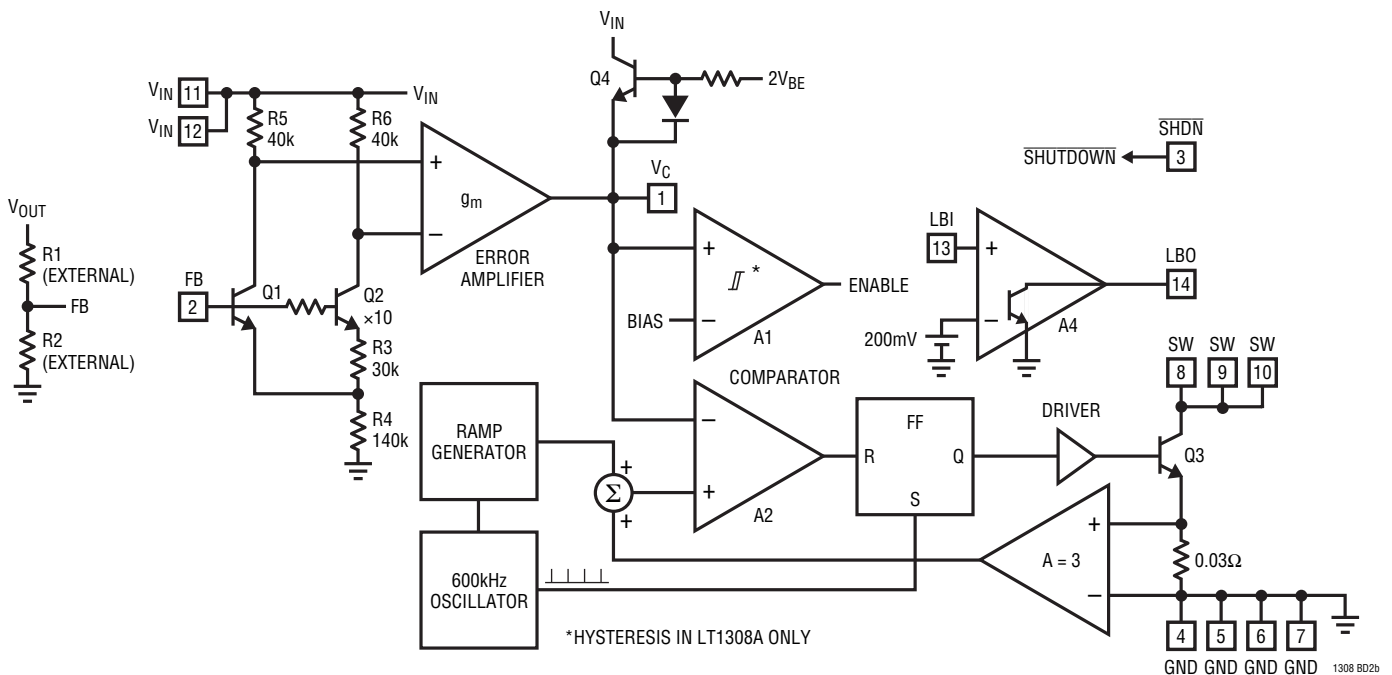 VIN
Q4
2VBE
VIN 11
VIN
VIN 12
R5
40k
R6
40k
+
gm
–
ERROR
AMPLIFIER
VC
1
SHDN
3
SHUTDOWN
VOUT
R1
(EXTERNAL)
FB
R2
(EXTERNAL)
FB
2
Q1
Q2
×10
R3
30k
R4
140k
+
*
BIAS
–
A1
ENABLE
LBI
13
+
–
200mV
A4
LBO
14
SW SW SW
8 9 10
COMPARATOR
–
+
A2
RAMP
GENERATOR
+
Σ
+
FF
R Q
S
DRIVER
Q3
600kHz
OSCILLATOR
A = 3
+
–
0.03Ω
*HYSTERESIS IN LT1308A ONLY
4 5 6 7
GND GND GND GND
1308 BD2b